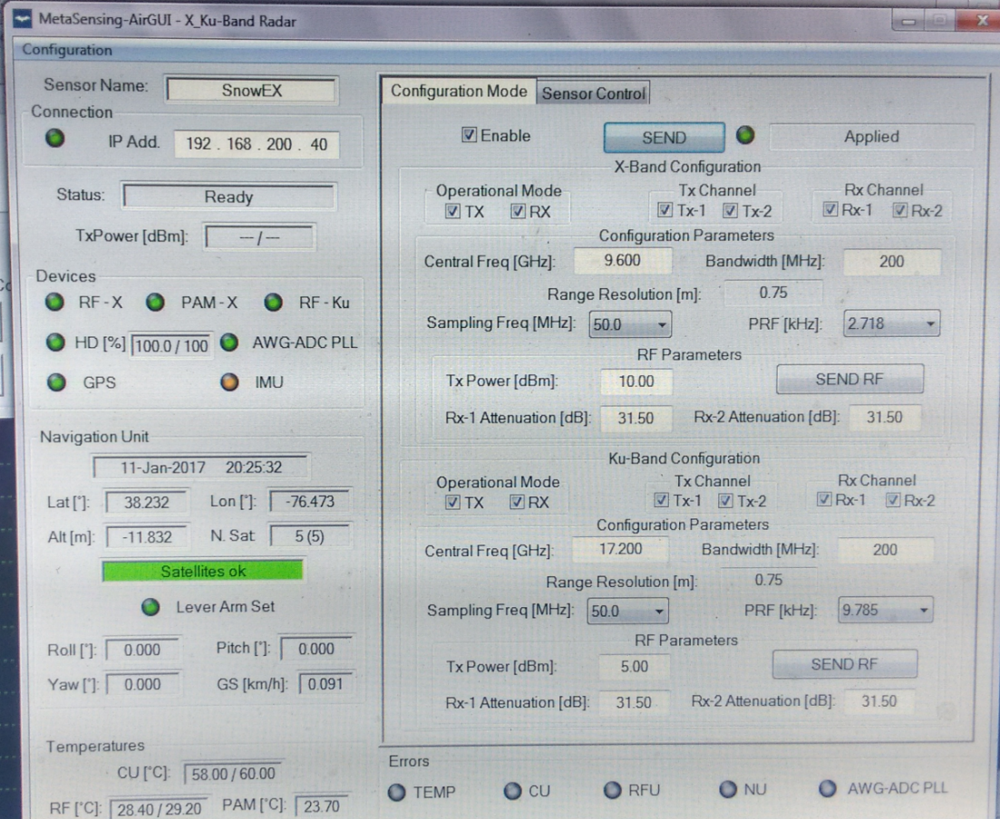 MetaSensing-AirGUI - X_Ku-Band Radar
Configuration
Sensor Name: SnowEX
Connection
IP Add. 192 . 168 . 200 . 40
Status: Ready
TxPower [dBm]: --- / ---
Devices
RF - X PAM - X RF - Ku
HD [%] 100.0 / 100 AWG-ADC PLL
GPS IMU
Navigation Unit
11-Jan-2017 20:25:32
Lat [°]: 38.232 Lon [°]: -76.473
Alt [m]: -11.832 N. Sat: 5 (5)
Satellites ok
Lever Arm Set
Roll [°]: 0.000 Pitch [°]: 0.000
Yaw [°]: 0.000 GS [km/h]: 0.091
Temperatures
CU [°C]: 58.00 / 60.00
RF [°C]: 28.40 / 29.20 PAM [°C]: 23.70
Configuration Mode Sensor Control
Enable SEND Applied
X-Band Configuration
Operational Mode Tx Channel Rx Channel
TX RX Tx-1 Tx-2 Rx-1 Rx-2
Configuration Parameters
Central Freq [GHz]: 9.600 Bandwidth [MHz]: 200
Range Resolution [m]: 0.75
Sampling Freq [MHz]: 50.0 PRF [kHz]: 2.718
RF Parameters
Tx Power [dBm]: 10.00 SEND RF
Rx-1 Attenuation [dB]: 31.50 Rx-2 Attenuation [dB]: 31.50
Ku-Band Configuration
Operational Mode Tx Channel Rx Channel
TX RX Tx-1 Tx-2 Rx-1 Rx-2
Configuration Parameters
Central Freq [GHz]: 17.200 Bandwidth [MHz]: 200
Range Resolution [m]: 0.75
Sampling Freq [MHz]: 50.0 PRF [kHz]: 9.785
RF Parameters
Tx Power [dBm]: 5.00 SEND RF
Rx-1 Attenuation [dB]: 31.50 Rx-2 Attenuation [dB]: 31.50
Errors
TEMP CU RFU NU AWG-ADC PLL